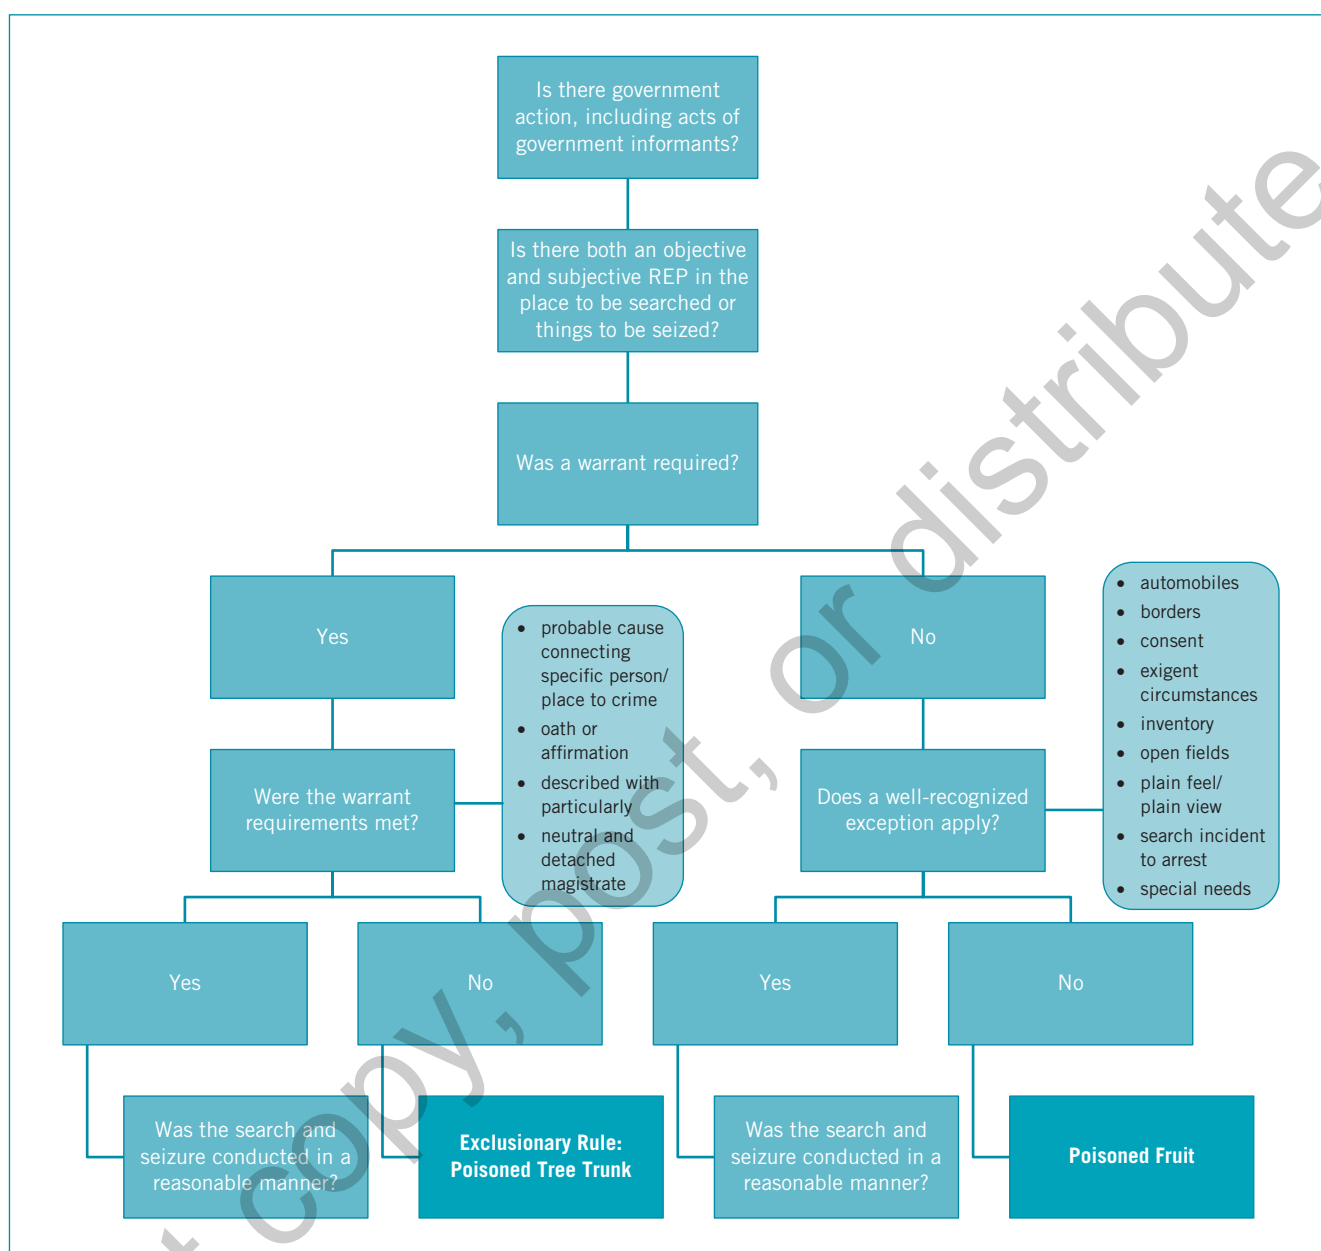 Is there government
action, including acts of
government informants?
Is there both an objective
and subjective REP in the
place to be searched or
things to be seized?
Was a warrant required?
Yes
No
• probable cause
connecting
specific person/
place to crime
• oath or
affirmation
• described with
particularly
• neutral and
detached
magistrate
• automobiles
• borders
• consent
• exigent
circumstances
• inventory
• open fields
• plain feel/
plain view
• search incident
to arrest
• special needs
Were the warrant
requirements met?
Does a well-recognized
exception apply?
Yes
No
Yes
No
Was the search and
seizure conducted in a
reasonable manner?
Exclusionary Rule:
Poisoned Tree Trunk
Was the search and
seizure conducted in a
reasonable manner?
Poisoned Fruit
copy, post, or distribute